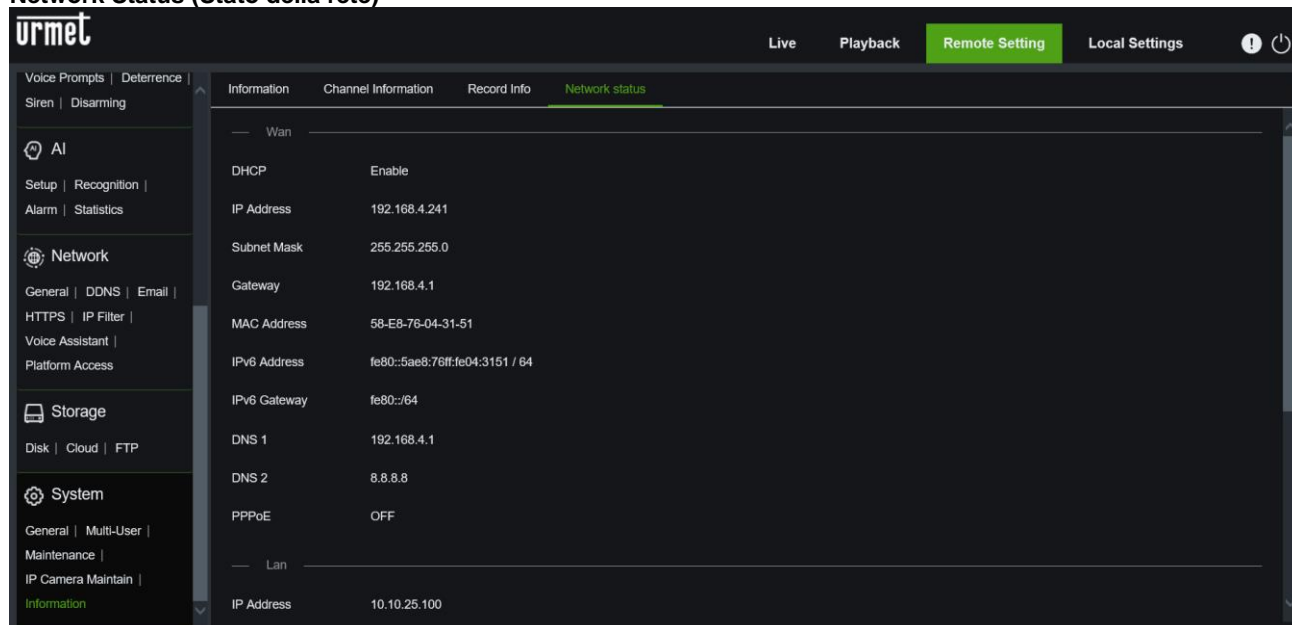 Network Status (Stato della rete)
urmet
Live Playback Remote Setting Local Settings
Voice Prompts | Deterrence |
Siren | Disarming
AI
Setup | Recognition |
Alarm | Statistics
Network
General | DDNS | Email |
HTTPS | IP Filter |
Voice Assistant |
Platform Access
Storage
Disk | Cloud | FTP
System
General | Multi-User |
Maintenance |
IP Camera Maintain |
Information
Information Channel Information Record Info Network status
Wan
DHCP Enable
IP Address 192.168.4.241
Subnet Mask 255.255.255.0
Gateway 192.168.4.1
MAC Address 58-E8-76-04-31-51
IPv6 Address fe80::5ae8:76ff:fe04:3151 / 64
IPv6 Gateway fe80::/64
DNS 1 192.168.4.1
DNS 2 8.8.8.8
PPPoE OFF
Lan
IP Address 10.10.25.100